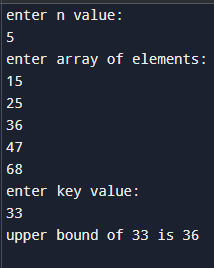 enter n value:
5
enter array of elements:
15
25
36
47
68
enter key value:
33
upper bound of 33 is 36